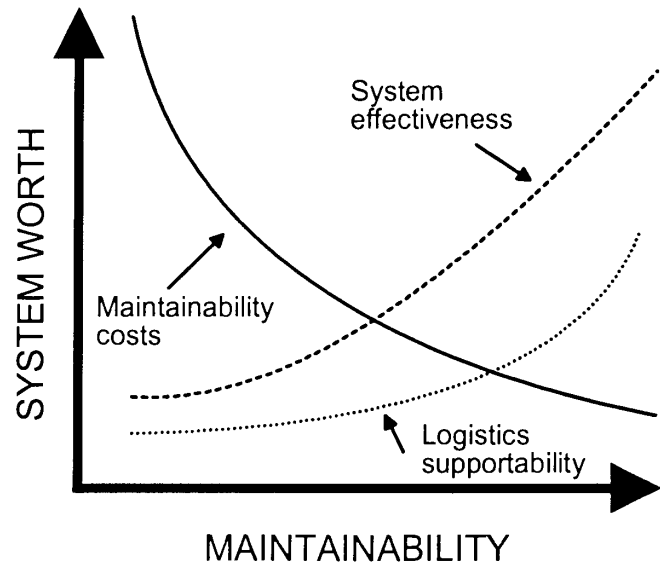 System
effectiveness
SYSTEM WORTH
Maintainability
costs
Logistics
supportability
MAINTAINABILITY